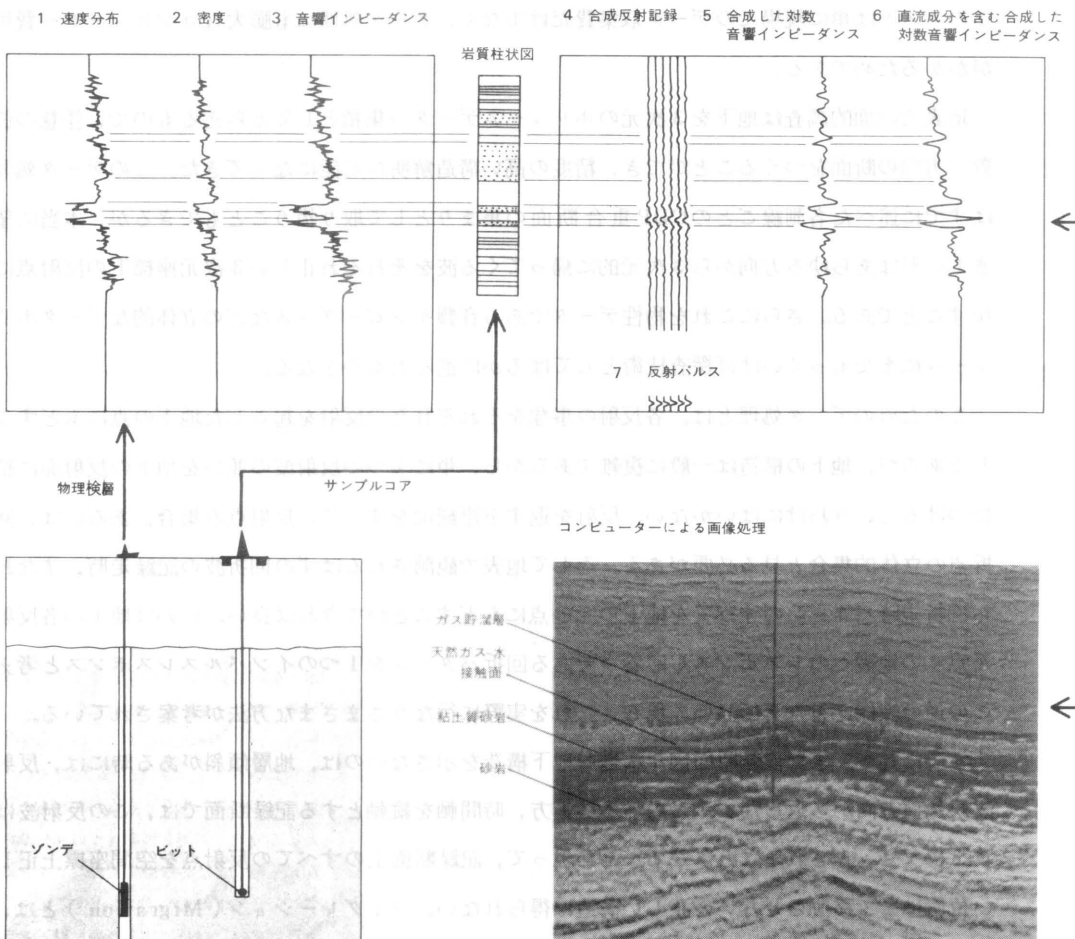 1 速度分布
2 密度
3 音響インピーダンス
岩質柱状図
4 合成反射記録
5 合成した対数
音響インピーダンス
6 直流成分を含む合成した
対数音響インピーダンス
7 反射パルス
物理検層
サンプルコア
コンピューターによる画像処理
ガス貯溜層
天然ガス-水
接触面
粘土質砂岩
砂岩
ゾンデ
ビット